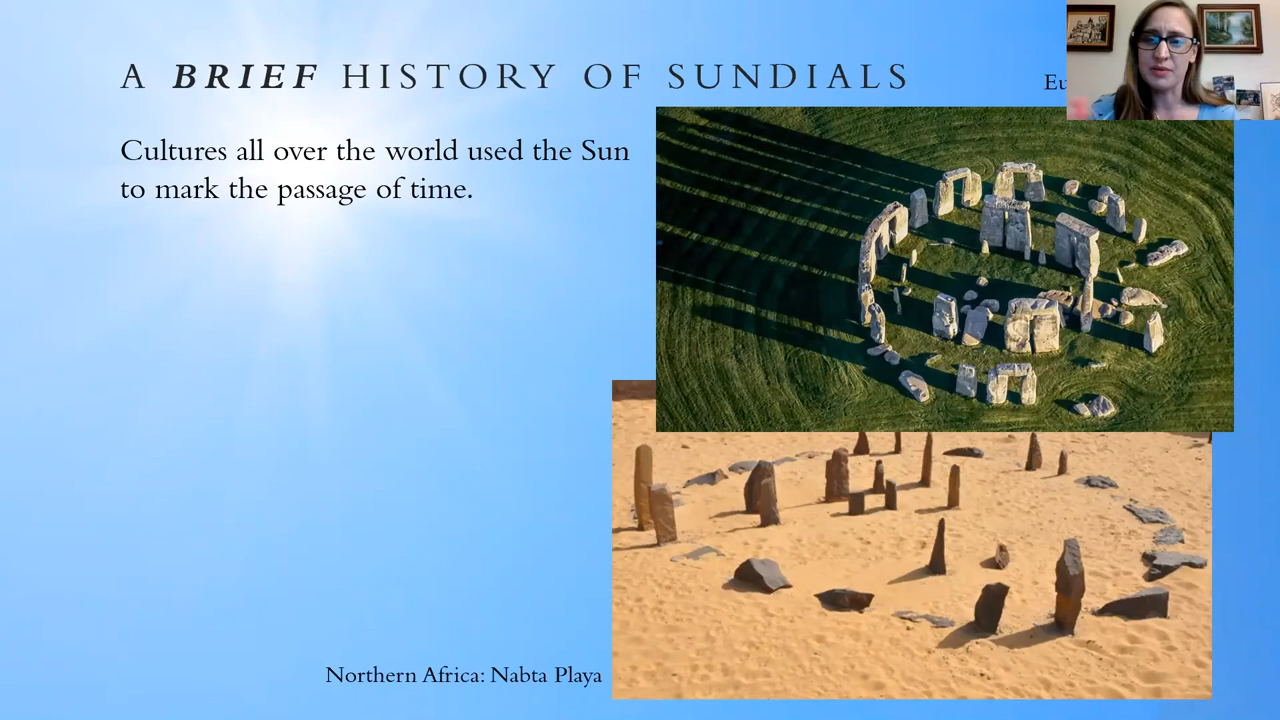 A BRIEF HISTORY OF SUNDIALS
Cultures all over the world used the Sun
to mark the passage of time.
Northern Africa: Nabta Playa